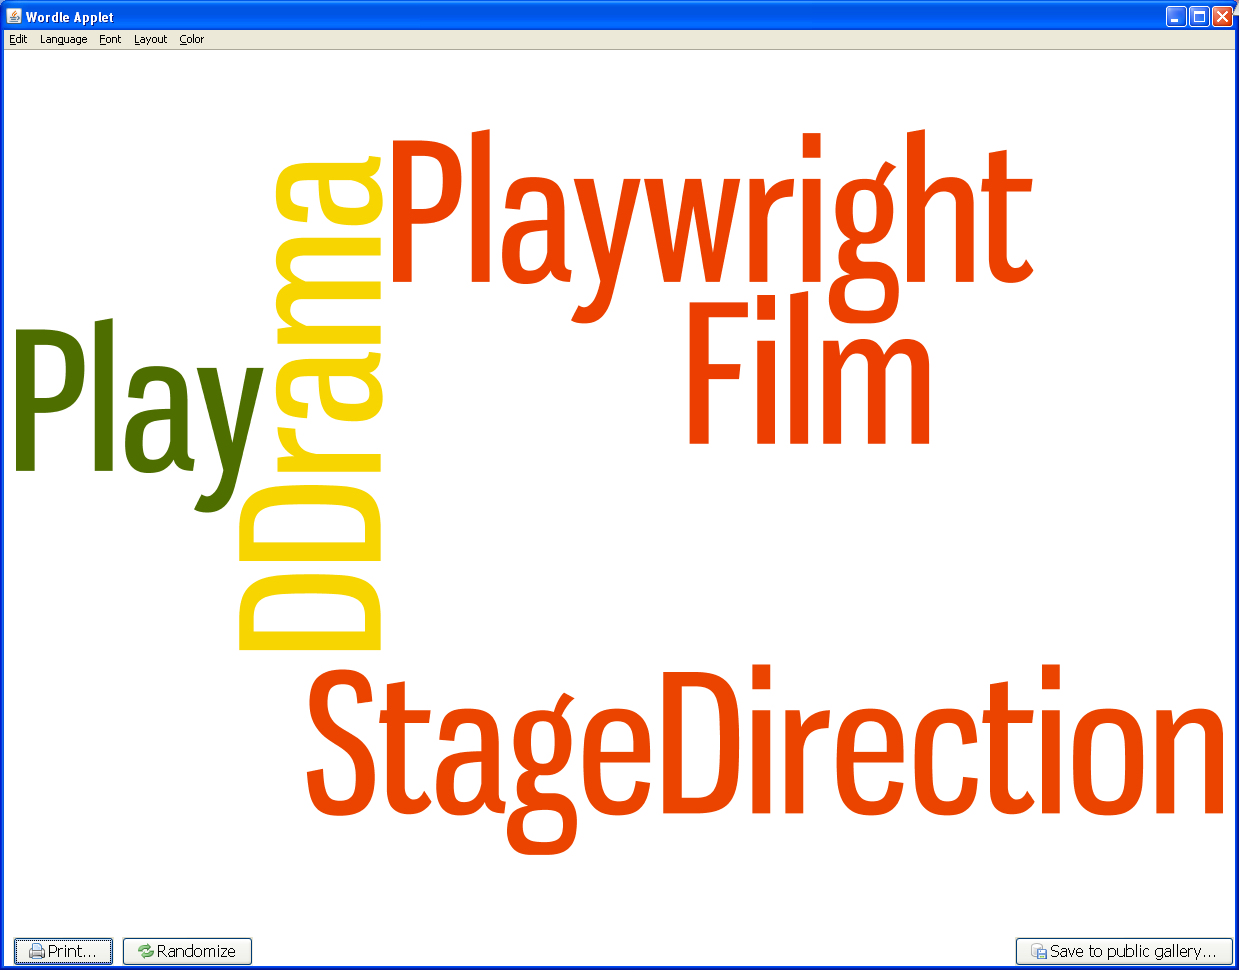 Wordle Applet
Edit Language Font Layout Color
Playwright
Film
Play
DDrama
StageDirection
Print... Randomize Save to public gallery...